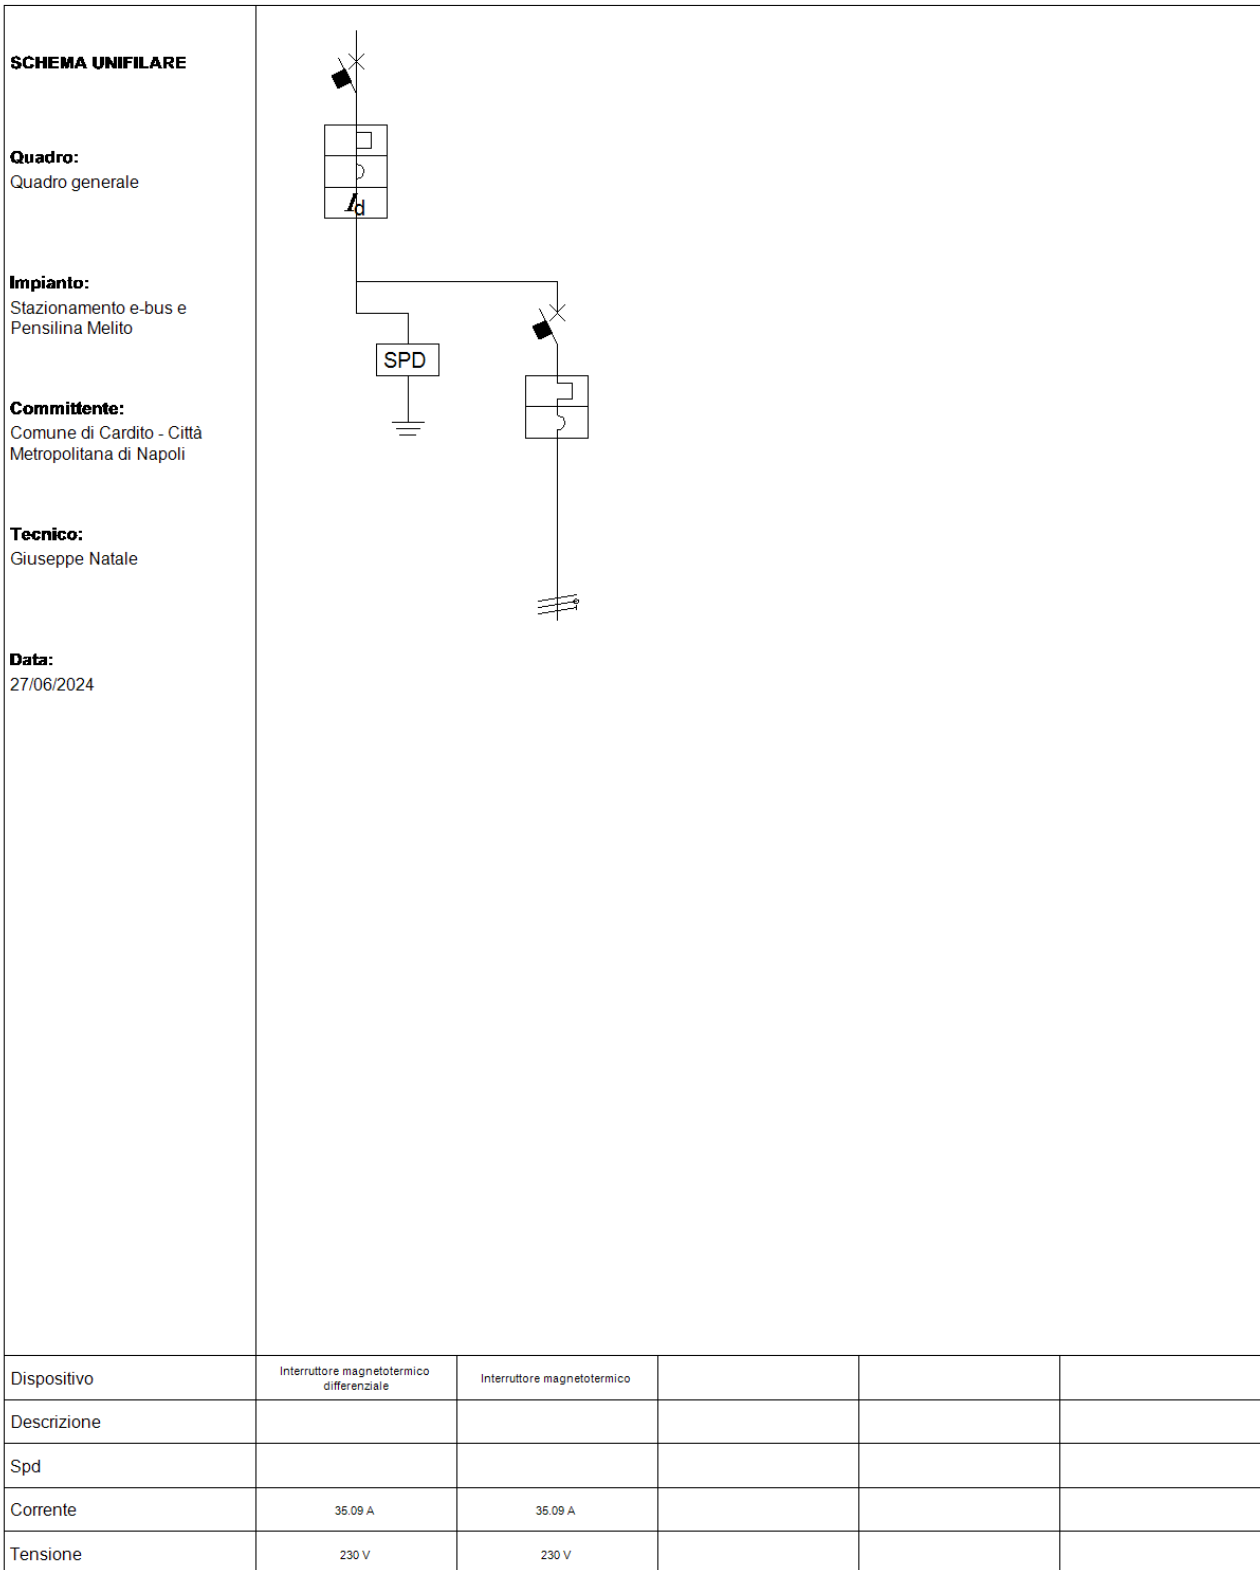 SCHEMA UNIFILARE
Quadro:
Quadro generale
Impianto:
Stazionamento e-bus e
Pensilina Melito
Committente:
Comune di Cardito - Città
Metropolitana di Napoli
Tecnico:
Giuseppe Natale
Data:
27/06/2024
Id
SPD
Dispositivo
Interruttore magnetotermico
differenziale
Interruttore magnetotermico
Descrizione
Spd
Corrente
35.09 A
35.09 A
Tensione
230 V
230 V